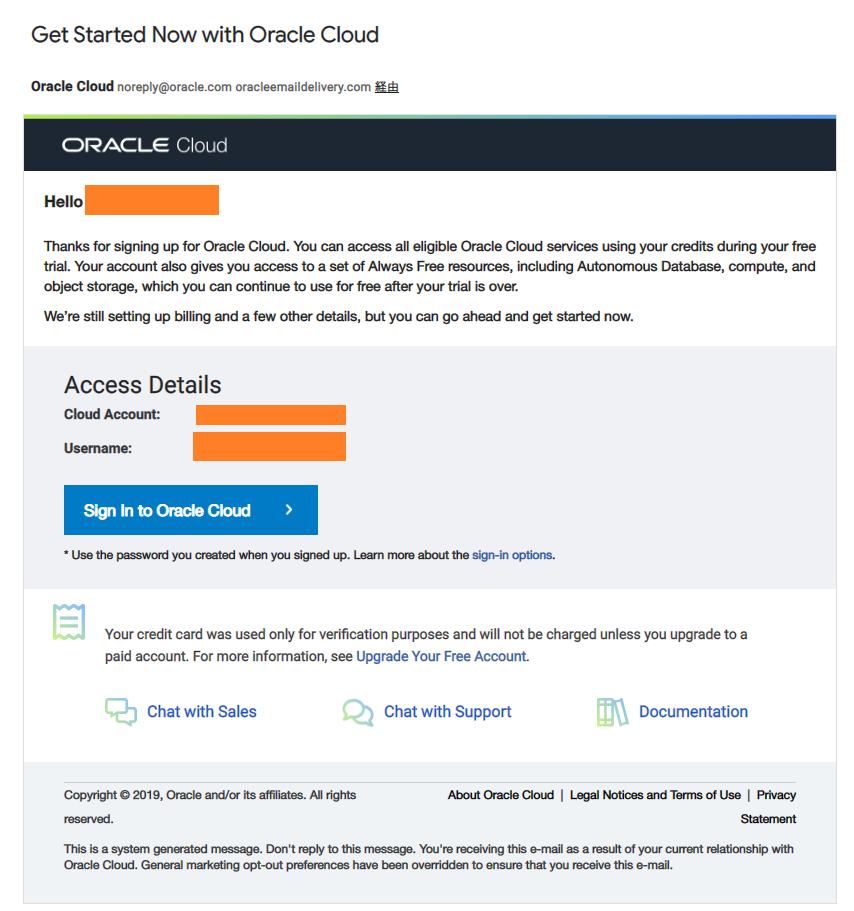 Get Started Now with Oracle Cloud
Oracle Cloud noreply@oracle.com oracleemaildelivery.com 経由
ORACLE Cloud
Hello
Thanks for signing up for Oracle Cloud. You can access all eligible Oracle Cloud services using your credits during your free
trial. Your account also gives you access to a set of Always Free resources, including Autonomous Database, compute, and
object storage, which you can continue to use for free after your trial is over.
We're still setting up billing and a few other details, but you can go ahead and get started now.
Access Details
Cloud Account:
Username:
Sign In to Oracle Cloud
* Use the password you created when you signed up. Learn more about the sign-in options.
Your credit card was used only for verification purposes and will not be charged unless you upgrade to a
paid account. For more information, see Upgrade Your Free Account.
Chat with Sales Chat with Support Documentation
Copyright © 2019, Oracle and/or its affiliates. All rights
reserved.
About Oracle Cloud | Legal Notices and Terms of Use | Privacy
Statement
This is a system generated message. Don't reply to this message. You're receiving this e-mail as a result of your current relationship with
Oracle Cloud. General marketing opt-out preferences have been overridden to ensure that you receive this e-mail.